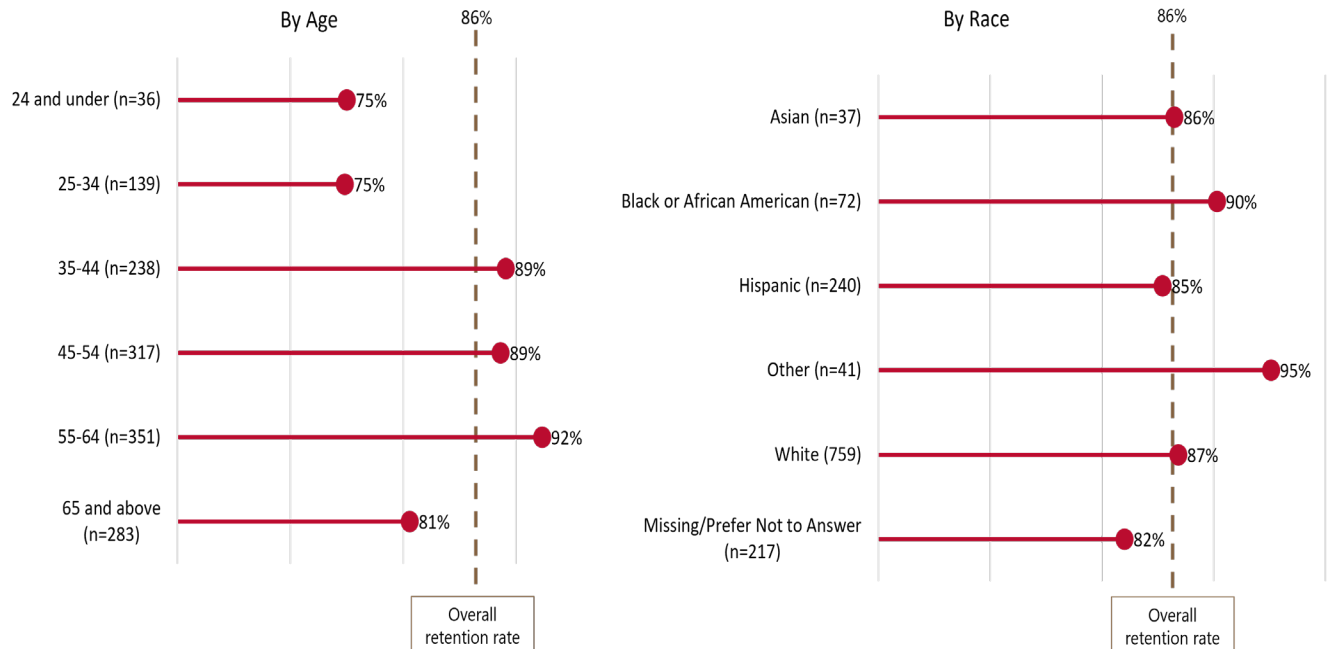 By Age
86%
24 and under (n=36)
75%
25-34 (n=139)
75%
35-44 (n=238)
89%
45-54 (n=317)
89%
55-64 (n=351)
92%
65 and above
(n=283)
81%
Overall
retention rate
By Race
86%
Asian (n=37)
86%
Black or African American (n=72)
90%
Hispanic (n=240)
85%
Other (n=41)
95%
White (759)
87%
Missing/Prefer Not to Answer
(n=217)
82%
Overall
retention rate